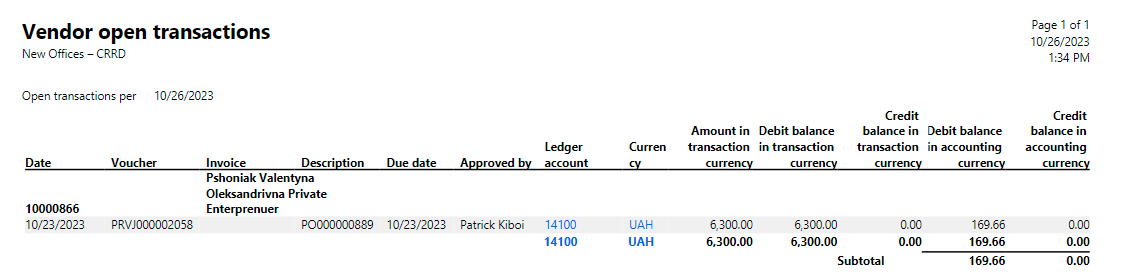 Vendor open transactions
New Offices – CRRD
Page 1 of 1
10/26/2023
1:34 PM
Open transactions per 10/26/2023
Date Voucher Invoice Description Due date Approved by Ledger account Curren cy Amount in transaction currency Debit balance in transaction currency Credit balance in transaction currency Debit balance in accounting currency Credit balance in accounting currency
10000866 Pshoniak Valentyna Oleksandrivna Private Enterprenuer
10/23/2023 PRVJ000002058 PO000000889 10/23/2023 Patrick Kiboi 14100 UAH 6,300.00 6,300.00 0.00 169.66 0.00
14100 UAH 6,300.00 6,300.00 0.00 169.66 0.00
Subtotal 169.66 0.00